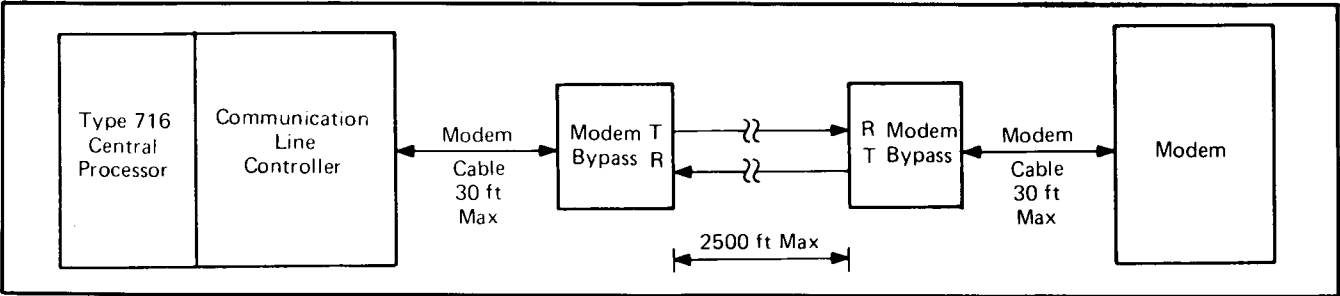 Type 716
Central
Processor
Communication
Line
Controller
Modem
Cable
30 ft
Max
Modem T
Bypass R
2500 ft Max
R Modem
T Bypass
Modem
Cable
30 ft
Max
Modem